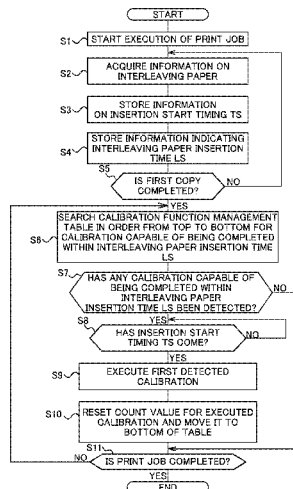 START
S1
START EXECUTION OF PRINT JOB
S2
ACQUIRE INFORMATION ON
INTERLEAVING PAPER
S3
STORE INFORMATION
ON INSERTION START TIMING TS
S4
STORE INFORMATION INDICATING
INTERLEAVING PAPER INSERTION
TIME LS
S5
IS FIRST COPY
COMPLETED?
NO
YES
S6
SEARCH CALIBRATION FUNCTION MANAGEMENT
TABLE IN ORDER FROM TOP TO BOTTOM FOR
CALIBRATION CAPABLE OF BEING COMPLETED
WITHIN INTERLEAVING PAPER INSERTION TIME
LS
S7
HAS ANY CALIBRATION CAPABLE OF
BEING COMPLETED WITHIN
INTERLEAVING PAPER
INSERTION TIME LS BEEN DETECTED?
NO
YES
S8
HAS INSERTION START
TIMING TS COME?
NO
YES
S9
EXECUTE FIRST DETECTED
CALIBRATION
S10
RESET COUNT VALUE FOR EXECUTED
CALIBRATION AND MOVE IT TO
BOTTOM OF TABLE
S11
IS PRINT JOB COMPLETED?
NO
YES
END